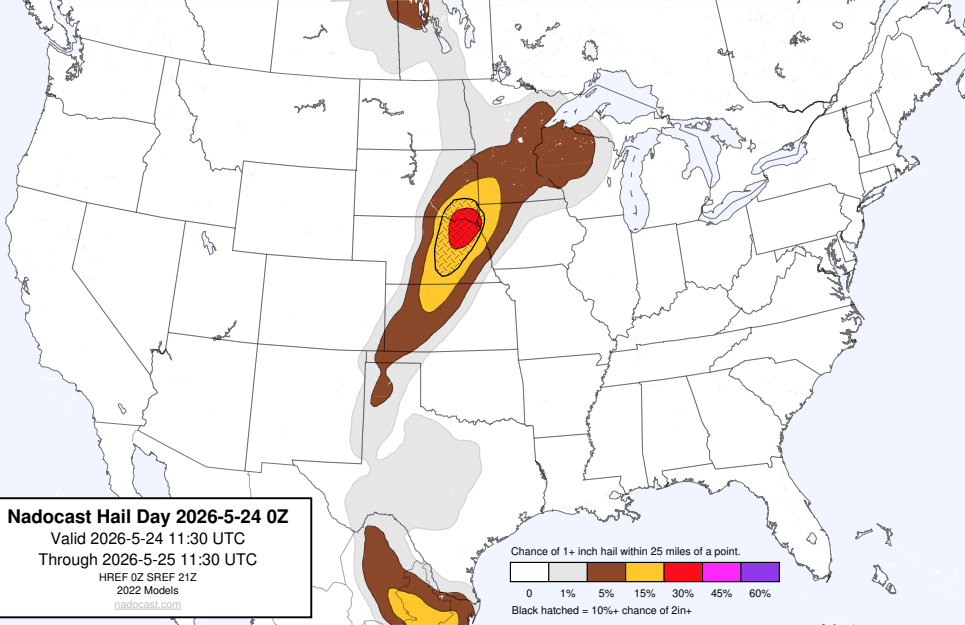 Nadocast Hail Day 2026-5-24 0Z
Valid 2026-5-24 11:30 UTC
Through 2026-5-25 11:30 UTC
HREF 0Z SREF 21Z
2022 Models
nadocast.com
Chance of 1+ inch hail within 25 miles of a point.
0 1% 5% 15% 30% 45% 60%
Black hatched = 10%+ chance of 2in+